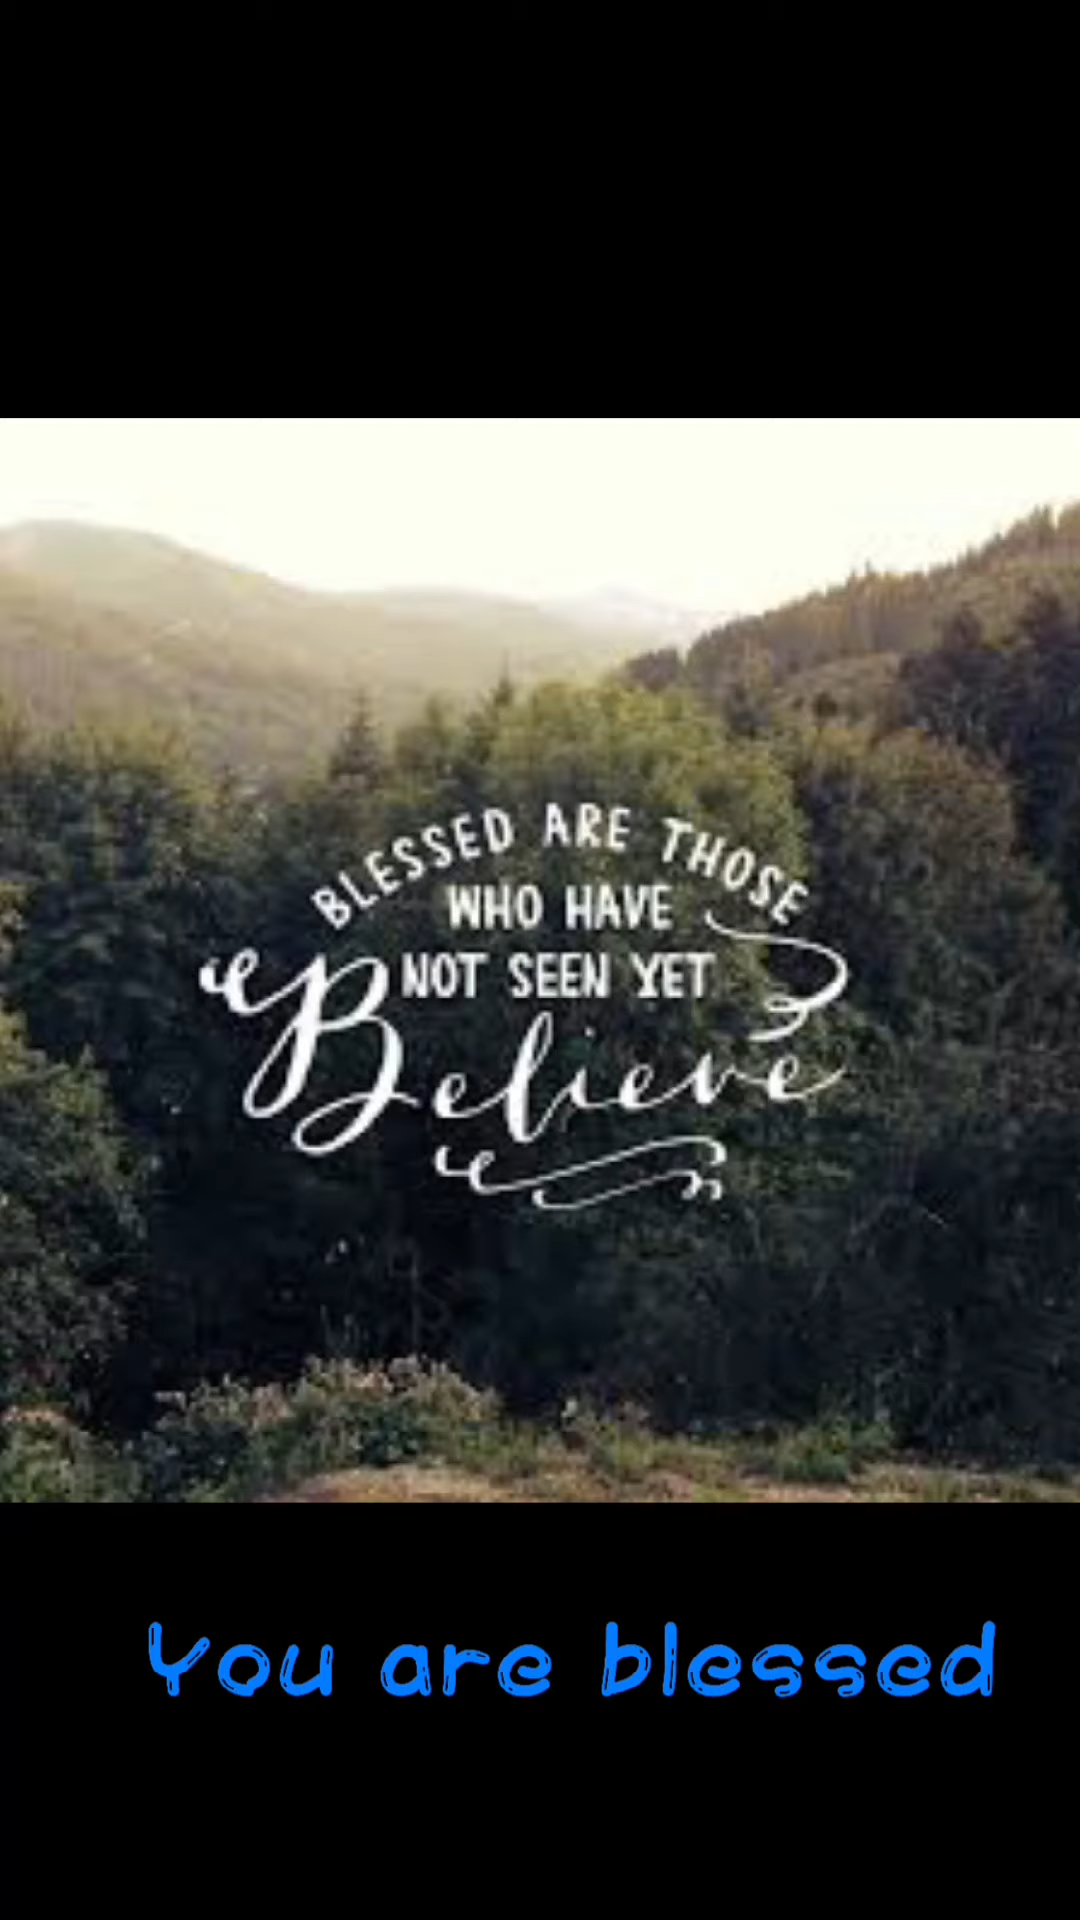 BLESSED ARE THOSE
WHO HAVE
NOT SEEN YET
Believe
You are blessed